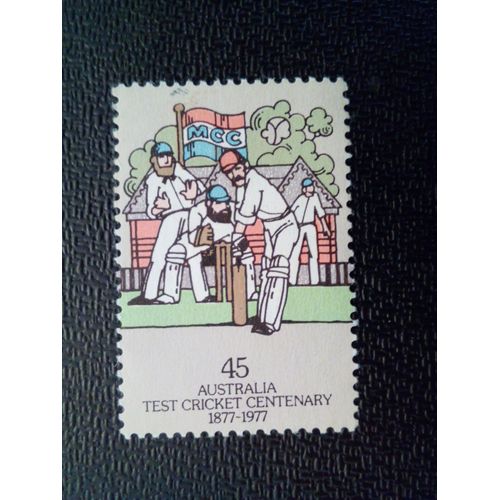 MCC
45
AUSTRALIA
TEST CRICKET CENTENARY
1877-1977